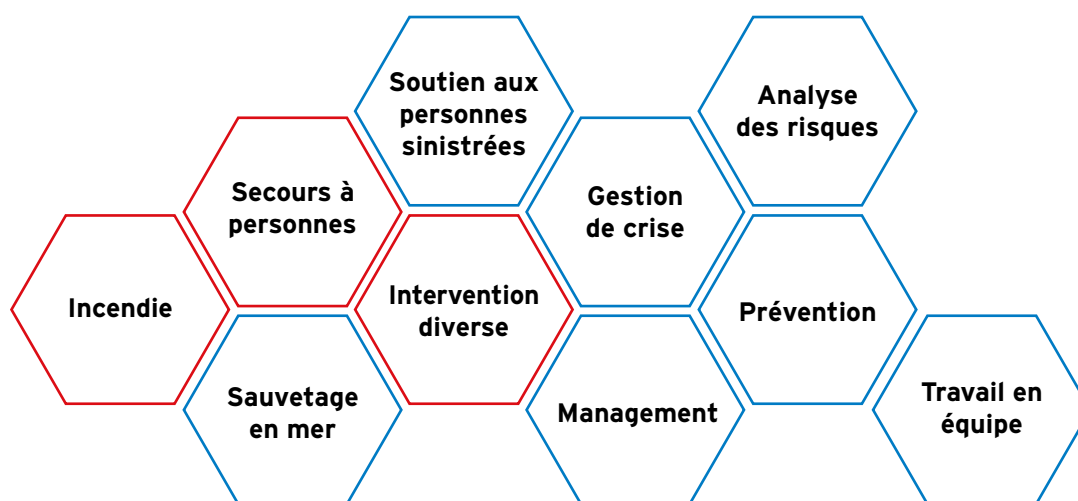 Soutien aux
personnes
sinistrées
Analyse
des risques
Secours à
personnes
Gestion
de crise
Incendie
Intervention
diverse
Prévention
Sauvetage
en mer
Management
Travail en
équipe